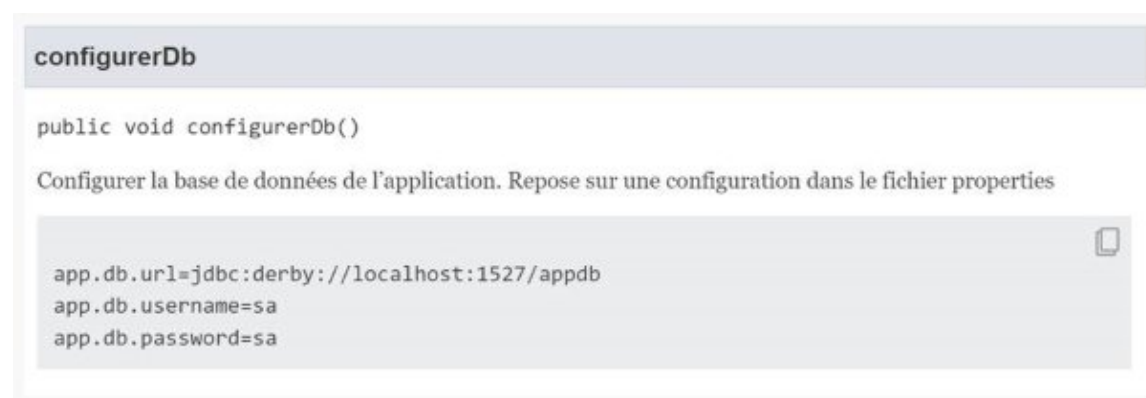 configurerDb
public void configurerDb()
Configurer la base de données de l’application. Repose sur une configuration dans le fichier properties
app.db.url=jdbc:derby://localhost:1527/appdb
app.db.username=sa
app.db.password=sa